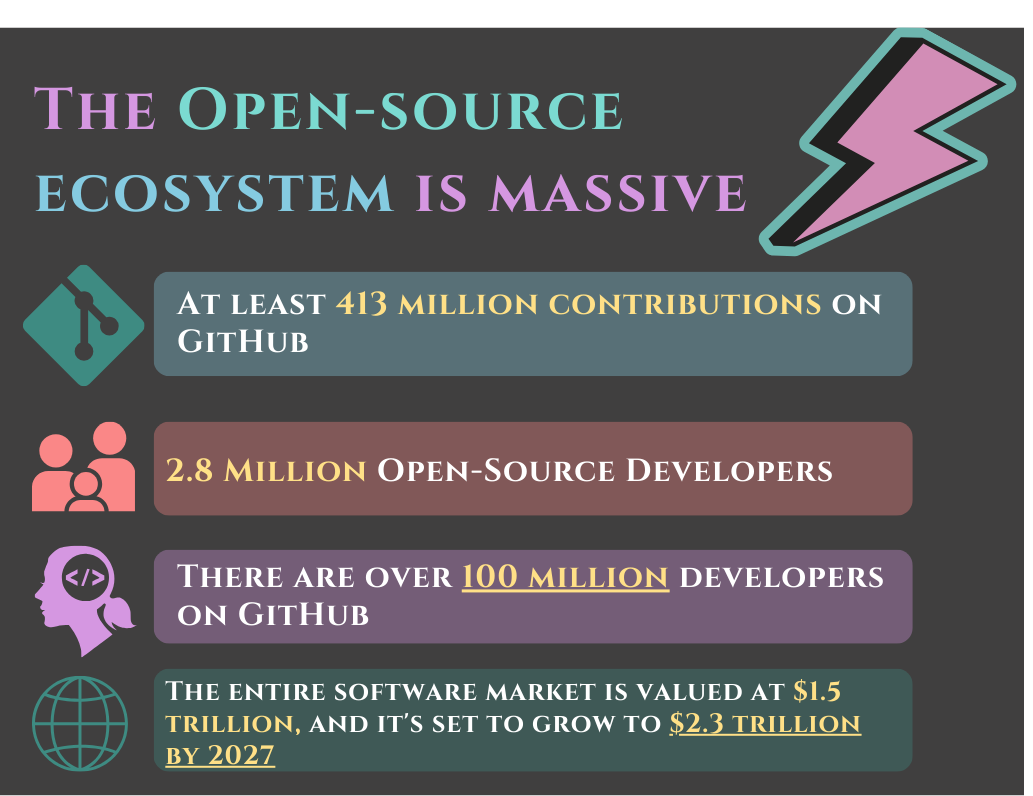 The Open-source
ecosystem is massive
At least 413 million contributions on
GitHub
2.8 Million Open-Source Developers
</>
There are over 100 million developers
on GitHub
The entire software market is valued at $1.5
trillion, and it's set to grow to $2.3 trillion
by 2027